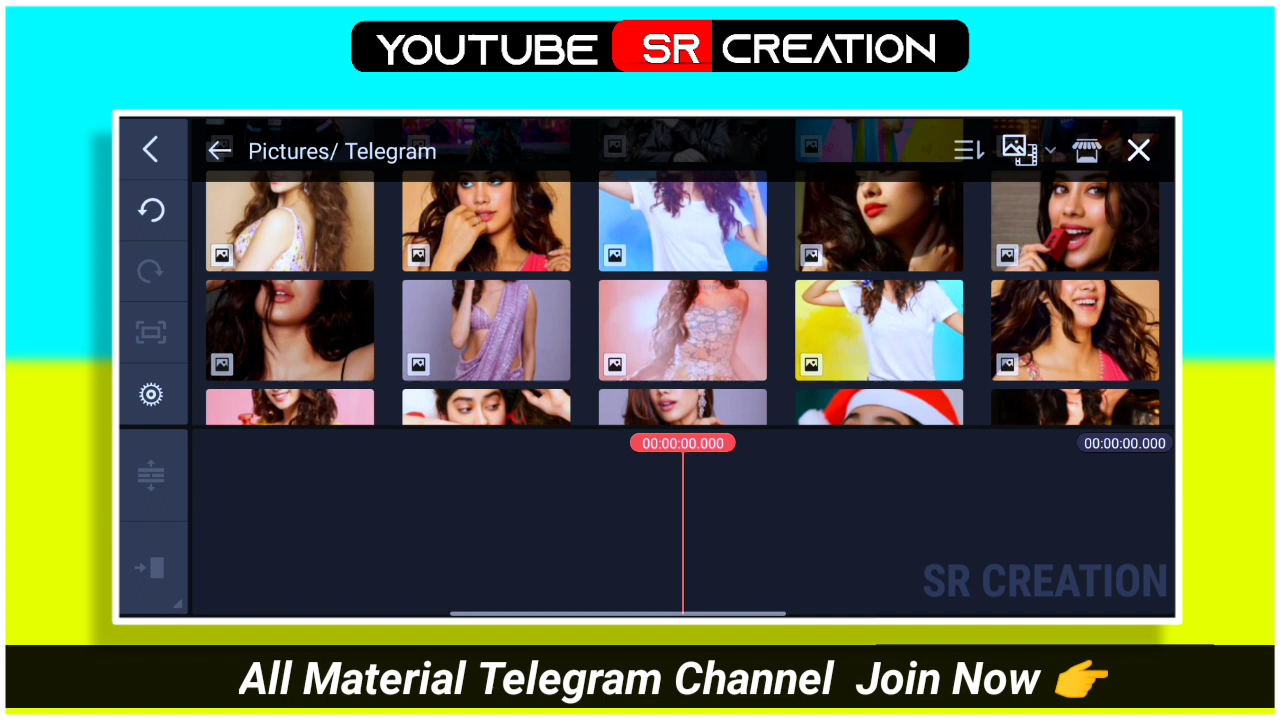 YOUTUBE SR CREATION
Pictures/ Telegram
00:00:00.000
00:00:00.000
SR CREATION
All Material Telegram Channel Join Now 👉